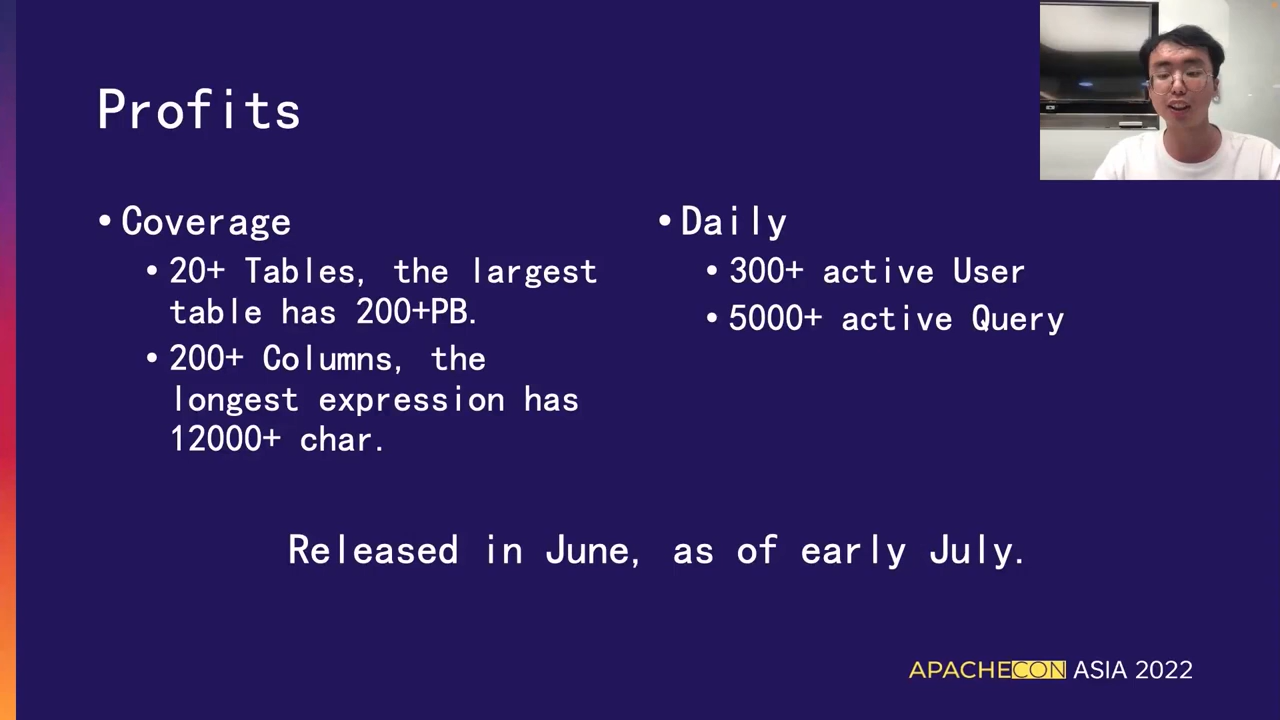 Profits
• Coverage
• 20+ Tables, the largest
table has 200+PB.
• 200+ Columns, the
longest expression has
12000+ char.
• Daily
• 300+ active User
• 5000+ active Query
Released in June, as of early July.
APACHECON ASIA 2022